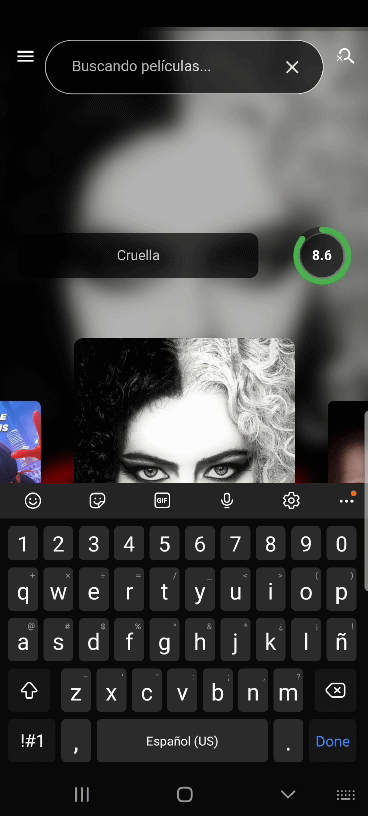 Buscando películas...
Cruella
8.6
GIF
1 2 3 4 5 6 7 8 9 0
q w e r t y u i o p
a s d f g h j k l ñ
z x c v b n m
!#1 , Español (US) . Done